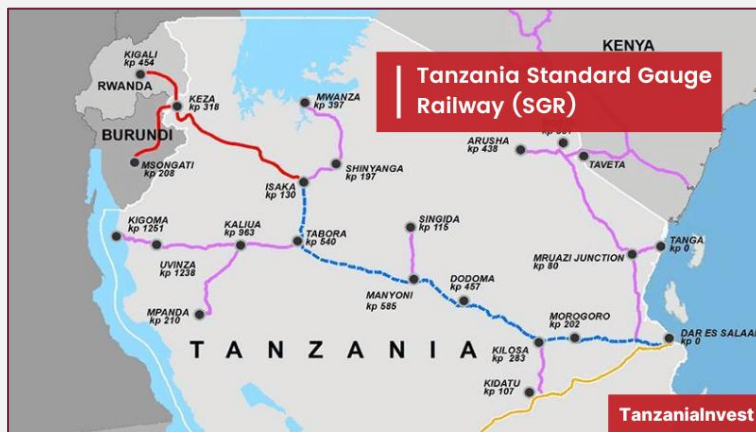 Tanzania Standard Gauge
Railway (SGR)
KENYA
KIGALI
kp 454
RWANDA
KEZA
kp 318
BURUNDI
MSONGATI
kp 208
MWANZA
kp 397
SHINYANGA
kp 197
ISAKA
kp 130
ARUSHA
kp 438
TAVETA
KIGOMA
kp 1251
UVINZA
kp 1238
KALIUA
kp 963
TABORA
kp 540
SINGIDA
kp 115
MPANDA
kp 210
MANYONI
kp 585
DODOMA
kp 457
MRUAZI JUNCTION
kp 80
TANGA
kp 0
MOROGORO
kp 202
DAR ES SALAA
kp 0
KILOSA
kp 283
KIDATU
kp 107
TANZANIA
TanzaniaInvest